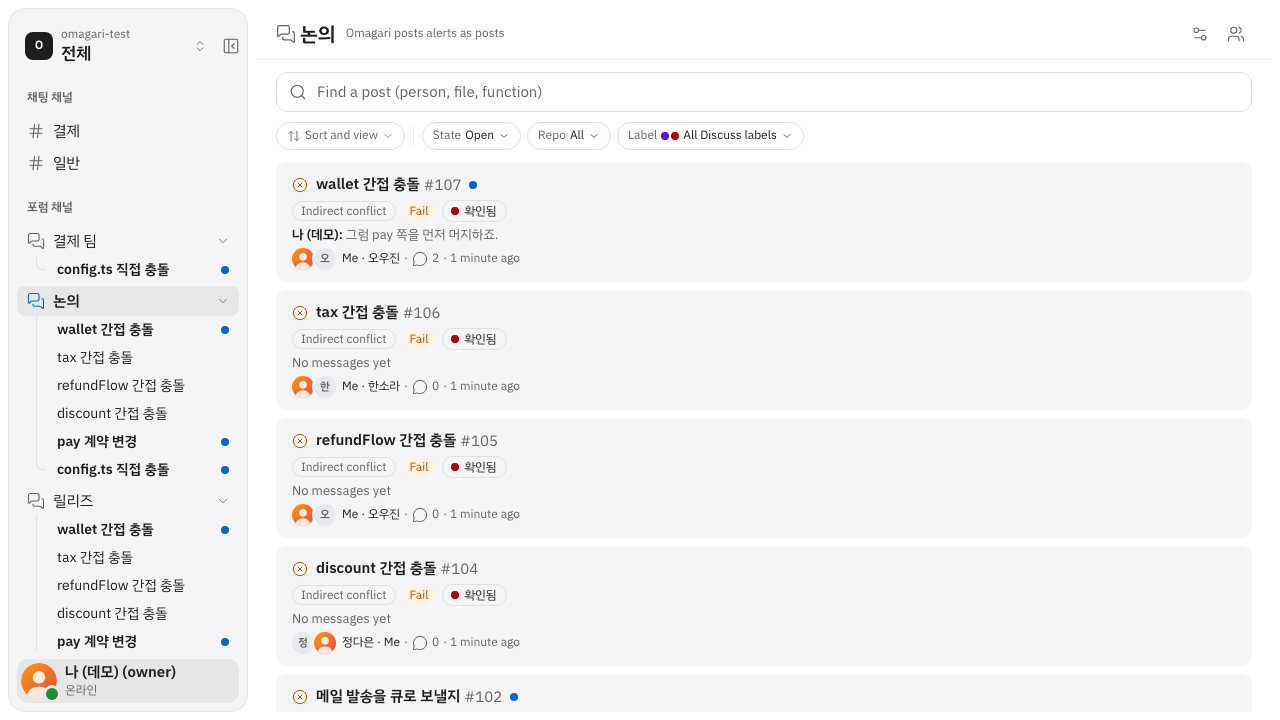 O
omagari-test
전체
채팅 채널
결제
일반
포럼 채널
결제 팀
config.ts 직접 충돌
논의
wallet 간접 충돌
tax 간접 충돌
refundFlow 간접 충돌
discount 간접 충돌
pay 계약 변경
config.ts 직접 충돌
릴리즈
wallet 간접 충돌
tax 간접 충돌
refundFlow 간접 충돌
discount 간접 충돌
pay 계약 변경
나 (데모) (owner)
온라인
논의 Omagari posts alerts as posts
Find a post (person, file, function)
Sort and view State Open Repo All Label All Discuss labels
wallet 간접 충돌 #107
Indirect conflict Fail 확인됨
나 (데모): 그럼 pay 쪽을 먼저 머지하죠.
오 Me · 오우진 · 2 · 1 minute ago
tax 간접 충돌 #106
Indirect conflict Fail 확인됨
No messages yet
한 Me · 한소라 · 0 · 1 minute ago
refundFlow 간접 충돌 #105
Indirect conflict Fail 확인됨
No messages yet
오 Me · 오우진 · 0 · 1 minute ago
discount 간접 충돌 #104
Indirect conflict Fail 확인됨
No messages yet
정 정다은 · Me · 0 · 1 minute ago
메일 발송을 큐로 보낼지 #102